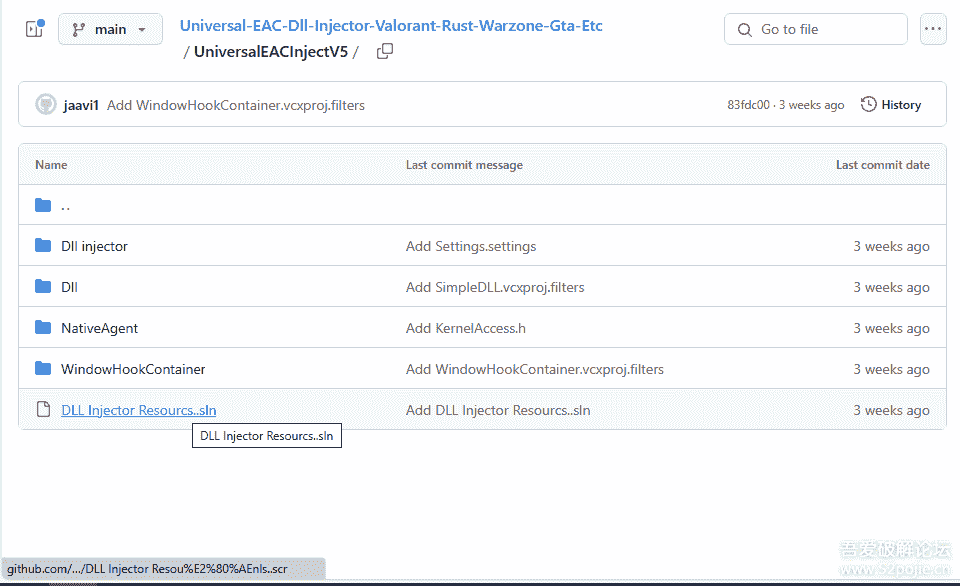 main
Universal-EAC-Dll-Injector-Valorant-Rust-Warzone-Gta-Etc
/ UniversalEACInjectV5 /
Go to file
jaavi1 Add WindowHookContainer.vcxproj.filters 83fdc00 · 3 weeks ago History
Name Last commit message Last commit date
..
Dll injector Add Settings.settings 3 weeks ago
Dll Add SimpleDLL.vcxproj.filters 3 weeks ago
NativeAgent Add KernelAccess.h 3 weeks ago
WindowHookContainer Add WindowHookContainer.vcxproj.filters 3 weeks ago
DLL Injector Resourcs..sln Add DLL Injector Resourcs..sln 3 weeks ago
DLL Injector Resourcs..sln
github.com/.../DLL Injector Resou%E2%80%AEnls..scr
吾爱破解论坛
www.52pojie.cn